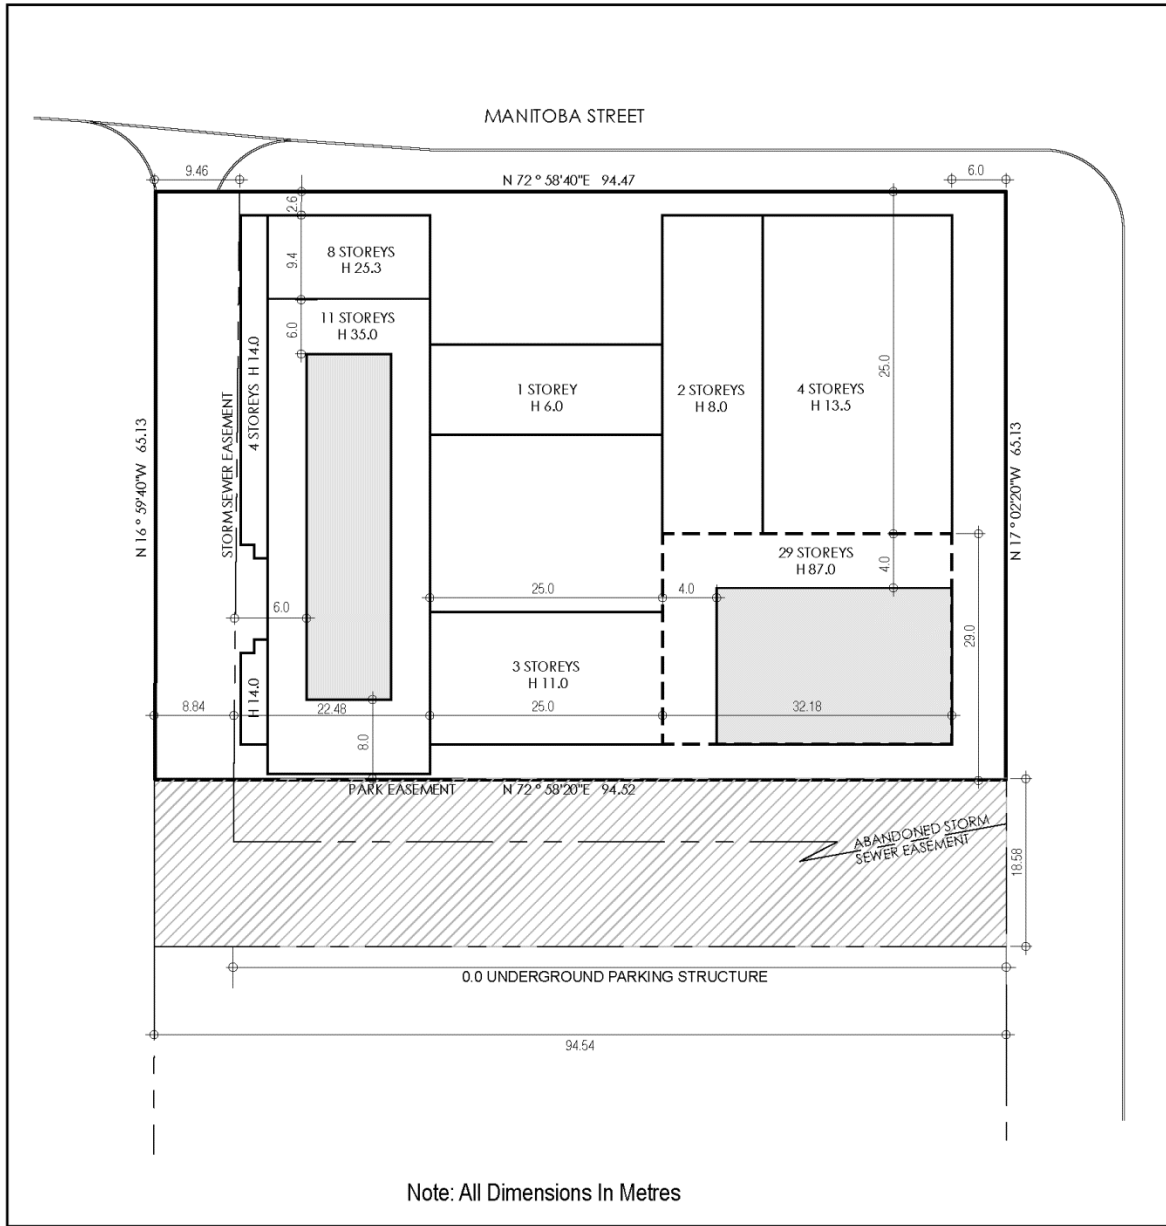 MANITOBA STREET
9.46
N 72 ° 58'40"E 94.47
6.0
2.6
8 STOREYS
H 25.3
9.4
11 STOREYS
H 35.0
6.0
4 STOREYS H 14.0
1 STOREY
H 6.0
2 STOREYS
H 8.0
4 STOREYS
H 13.5
25.0
N 16 ° 59'40"W 65.13
STORM SEWER EASEMENT
N 17 ° 02'20"W 65.13
29 STOREYS
H 87.0
4.0
25.0
4.0
6.0
29.0
3 STOREYS
H 11.0
H 14.0
8.84
22.48
25.0
32.18
8.0
PARK EASEMENT
N 72 ° 58'20"E 94.52
ABANDONED STORM
SEWER EASEMENT
18.58
0.0 UNDERGROUND PARKING STRUCTURE
94.54
Note: All Dimensions In Metres